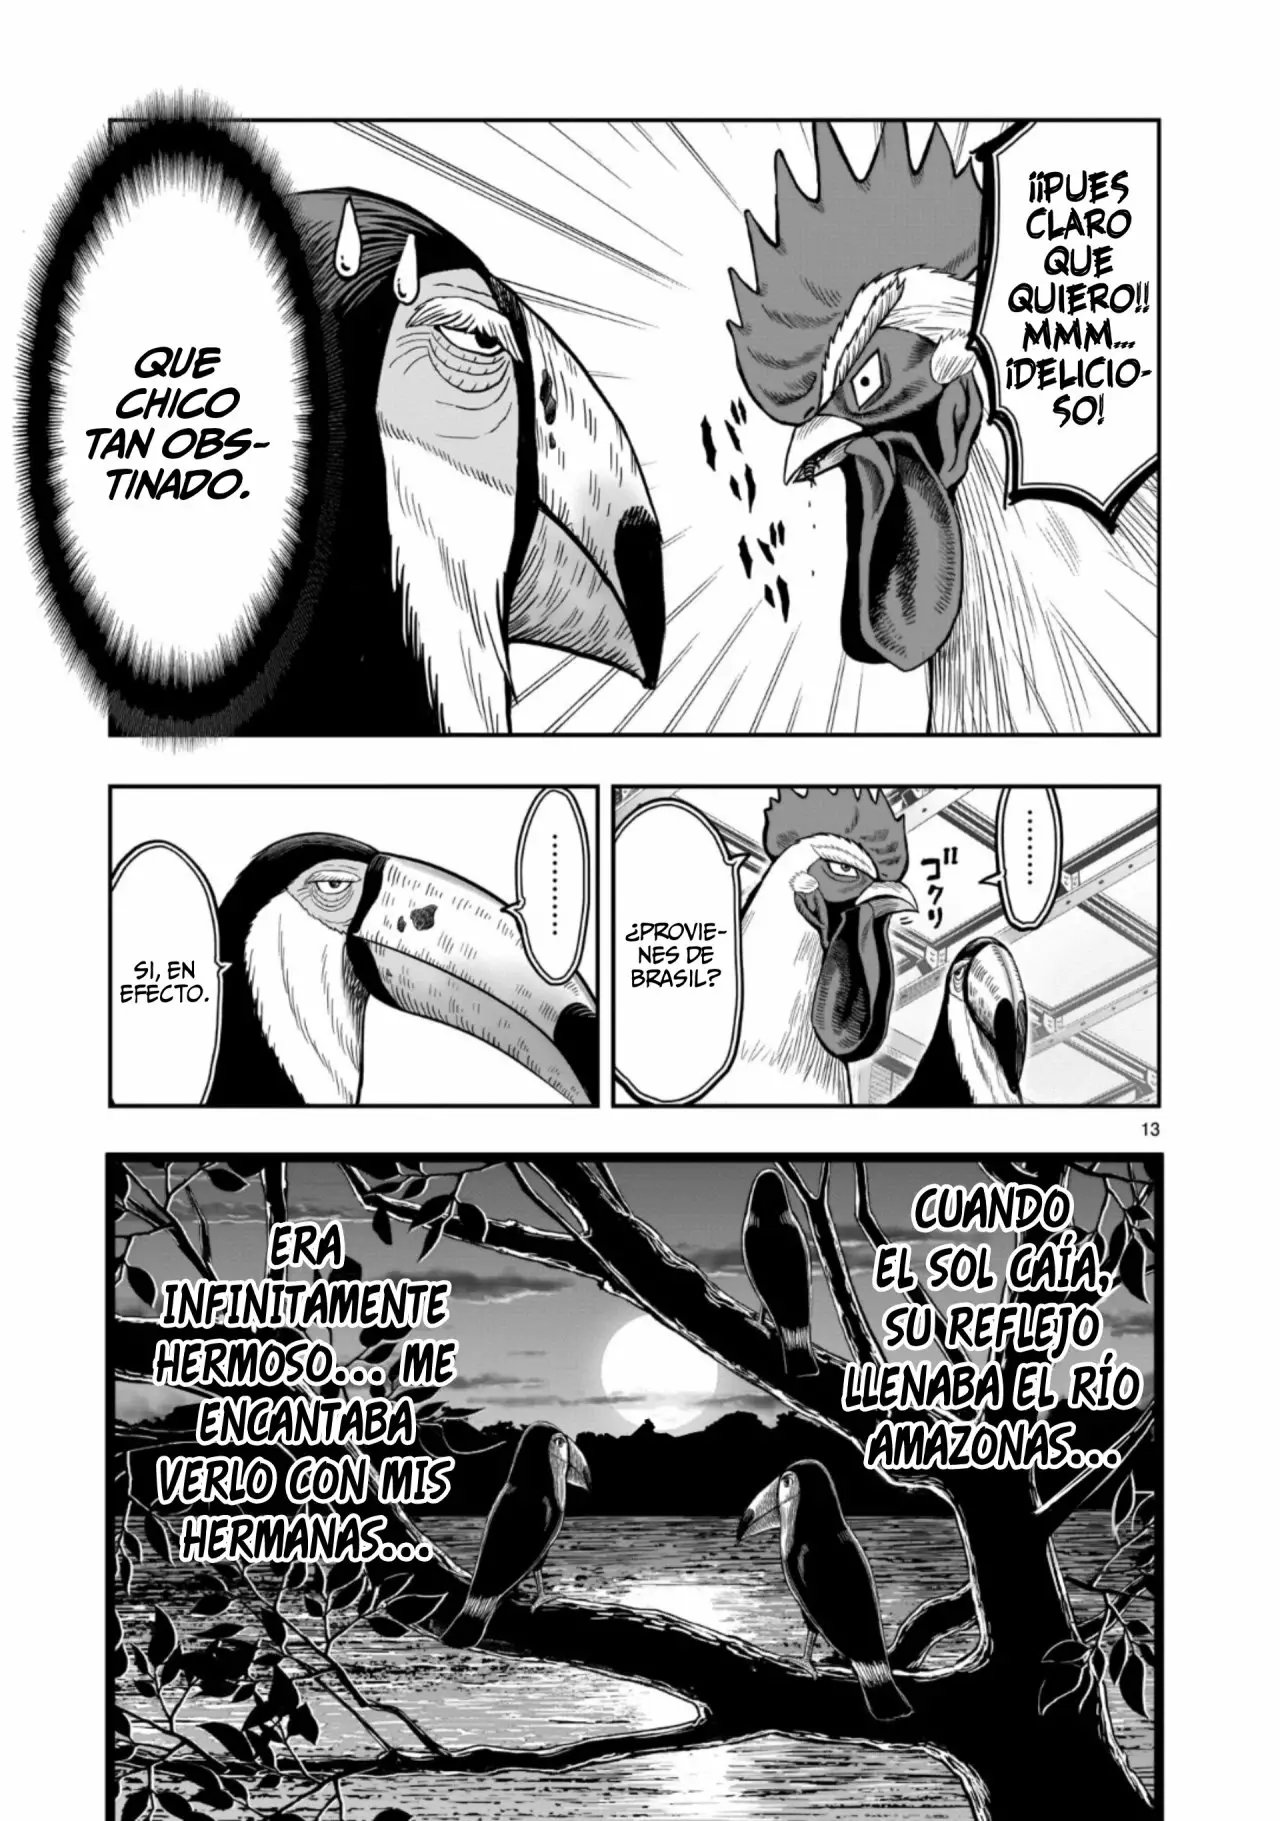 ¡¡PUES
CLARO
QUE
QUIERO!!
MMM...
¡DELICIO-
SO!
QUE
CHICO
TAN OBS-
TINADO.
..........
ゴクリ
¿PROVIE-
NES DE
BRASIL?
..........
SI, EN
EFECTO.
13
CUANDO
EL SOL CAÍA,
SU REFLEJO
LLENABA EL RÍO
AMAZONAS...
ERA
INFINITAMENTE
HERMOSO... ME
ENCANTABA
VERLO CON MIS
HERMANAS...